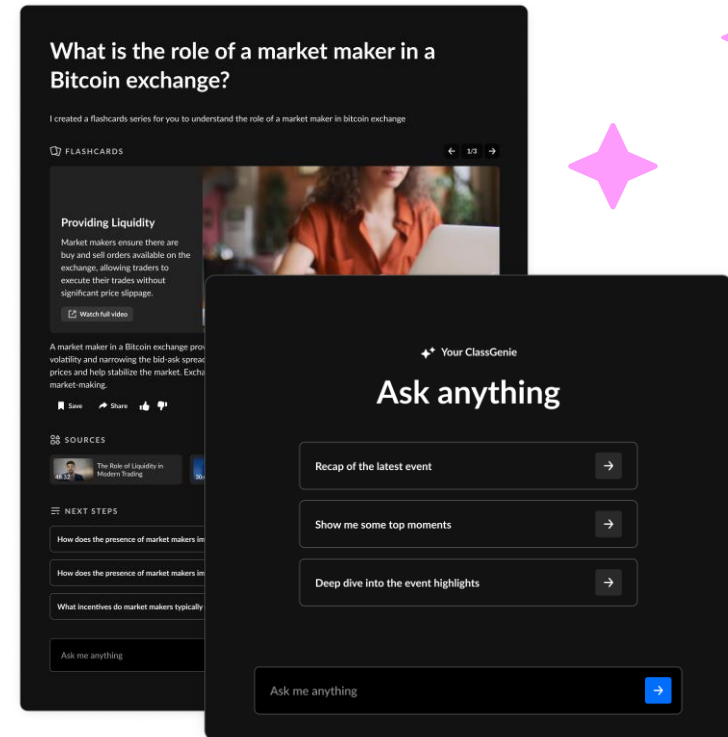 What is the role of a market maker in a
Bitcoin exchange?
I created a flashcards series for you to understand the role of a market maker in bitcoin exchange
FLASHCARDS
1/3
Providing Liquidity
Market makers ensure there are
buy and sell orders available on the
exchange, allowing traders to
execute their trades without
significant price slippage.
Watch full video
A market maker in a Bitcoin exchange
volatility and narrowing the bid-ask
prices and help stabilize the market.
market-making.
Save
Share
SOURCES
48:32
The Role of Liquidity in
Modern Trading
NEXT STEPS
How does the presence of market makers
How does the presence of market makers
What incentives do market makers typically
Ask me anything
Your ClassGenie
Ask anything
Recap of the latest event
Show me some top moments
Deep dive into the event highlights
Ask me anything